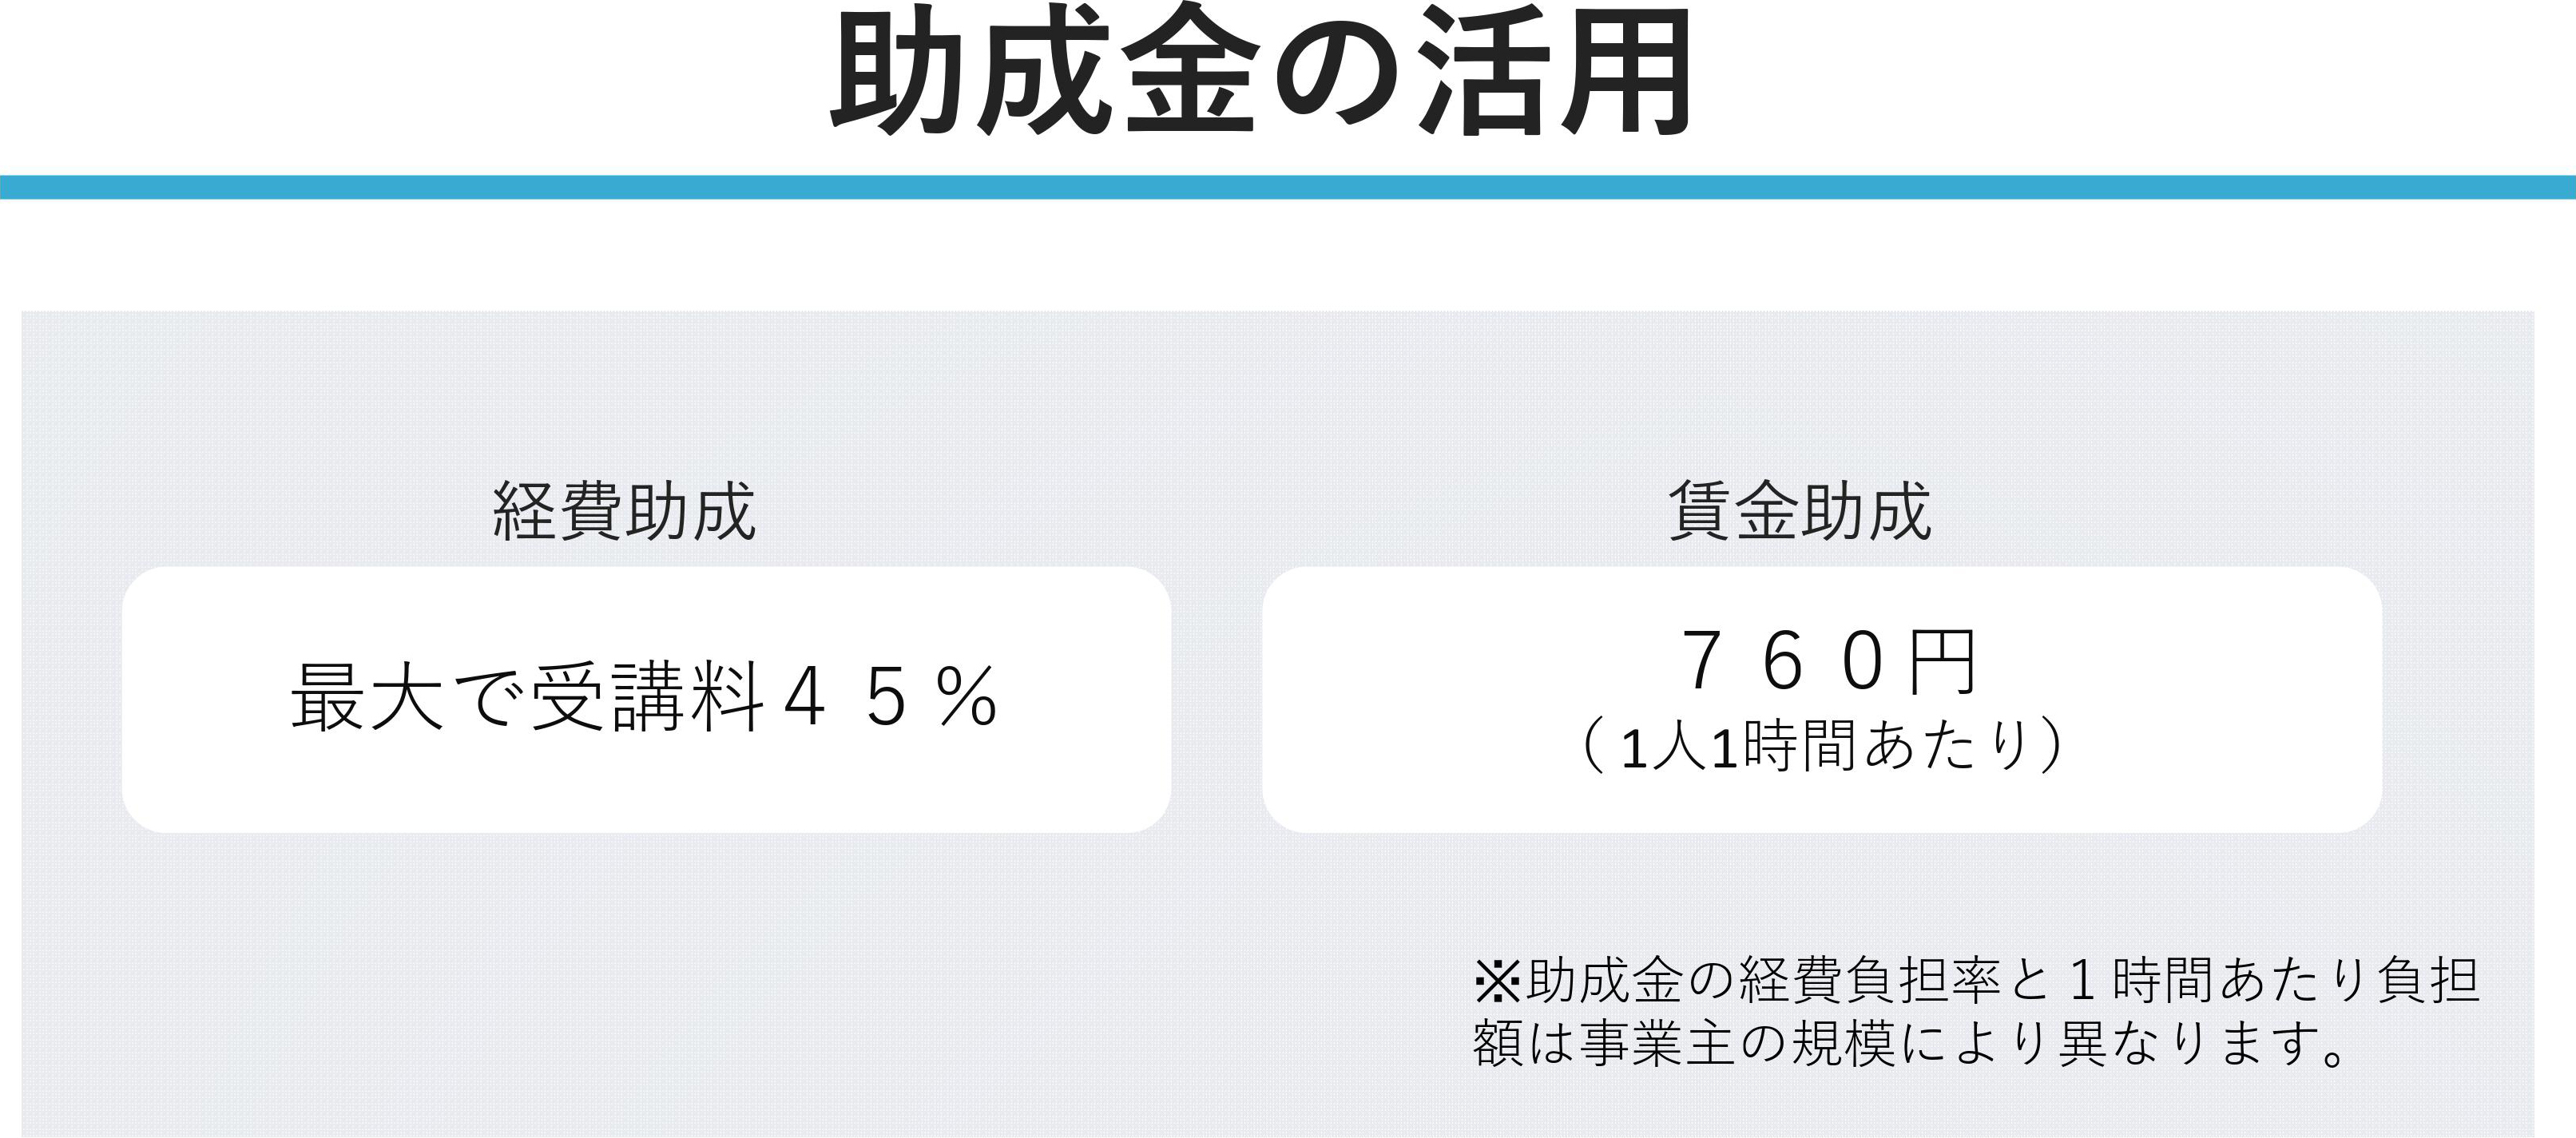 助成金の活用
経費助成
最大で受講料４５％
賃金助成
７６０円
（1人1時間あたり）
※助成金の経費負担率と１時間あたり負担
額は事業主の規模により異なります。